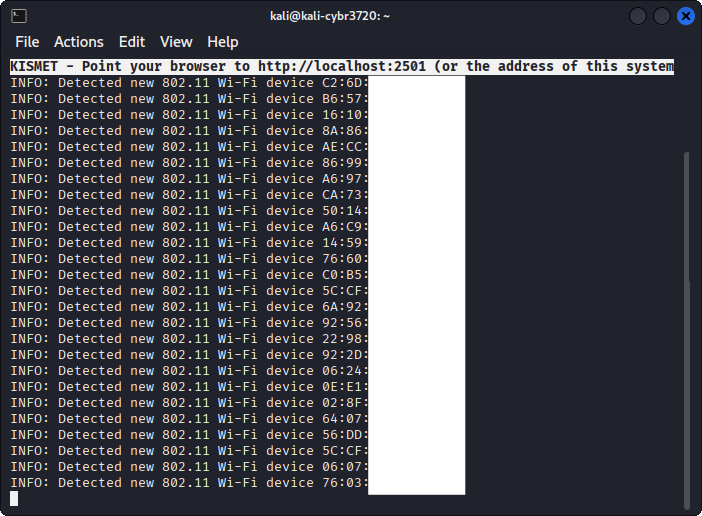 kali@kali-cybr3720: ~
File Actions Edit View Help
KISMET - Point your browser to http://localhost:2501 (or the address of this system
INFO: Detected new 802.11 Wi-Fi device C2:6D:
INFO: Detected new 802.11 Wi-Fi device B6:57:
INFO: Detected new 802.11 Wi-Fi device 16:10:
INFO: Detected new 802.11 Wi-Fi device 8A:86:
INFO: Detected new 802.11 Wi-Fi device AE:CC:
INFO: Detected new 802.11 Wi-Fi device 86:99:
INFO: Detected new 802.11 Wi-Fi device A6:97:
INFO: Detected new 802.11 Wi-Fi device CA:73:
INFO: Detected new 802.11 Wi-Fi device 50:14:
INFO: Detected new 802.11 Wi-Fi device A6:C9:
INFO: Detected new 802.11 Wi-Fi device 14:59:
INFO: Detected new 802.11 Wi-Fi device 76:60:
INFO: Detected new 802.11 Wi-Fi device C0:B5:
INFO: Detected new 802.11 Wi-Fi device 5C:CF:
INFO: Detected new 802.11 Wi-Fi device 6A:92:
INFO: Detected new 802.11 Wi-Fi device 92:56:
INFO: Detected new 802.11 Wi-Fi device 22:98:
INFO: Detected new 802.11 Wi-Fi device 92:2D:
INFO: Detected new 802.11 Wi-Fi device 06:24:
INFO: Detected new 802.11 Wi-Fi device 0E:E1:
INFO: Detected new 802.11 Wi-Fi device 02:8F:
INFO: Detected new 802.11 Wi-Fi device 64:07:
INFO: Detected new 802.11 Wi-Fi device 56:DD:
INFO: Detected new 802.11 Wi-Fi device 5C:CF:
INFO: Detected new 802.11 Wi-Fi device 06:07:
INFO: Detected new 802.11 Wi-Fi device 76:03: